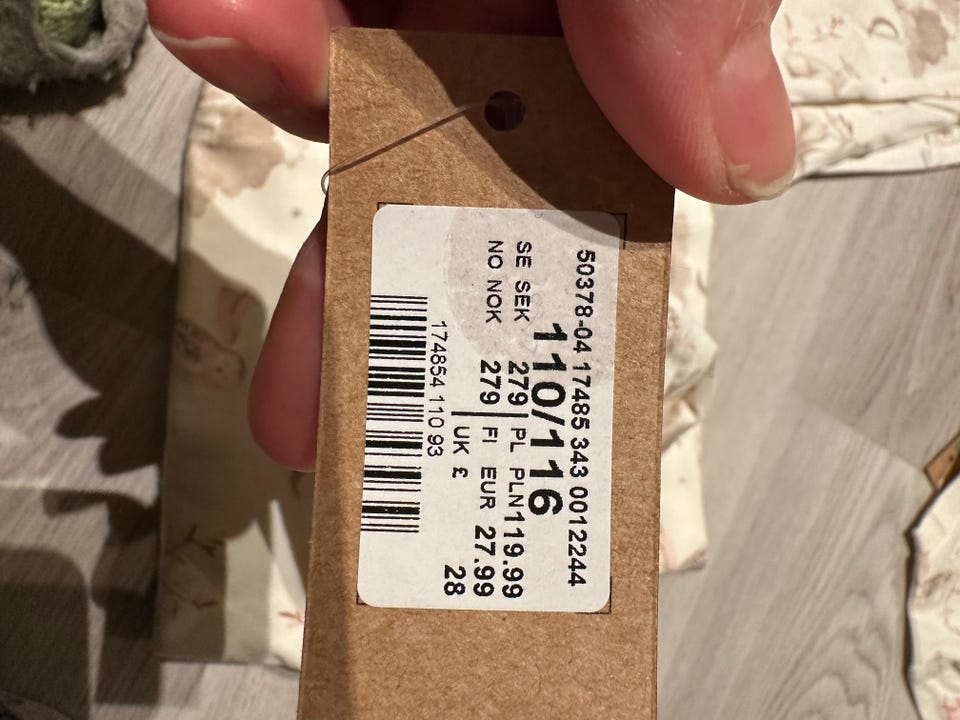 50378-04 17485 343 0012244
110/116
SE SEK 279 | PL PLN119.99
NO NOK 279 | FI EUR 27.99
UK £ 28
174854 110 93